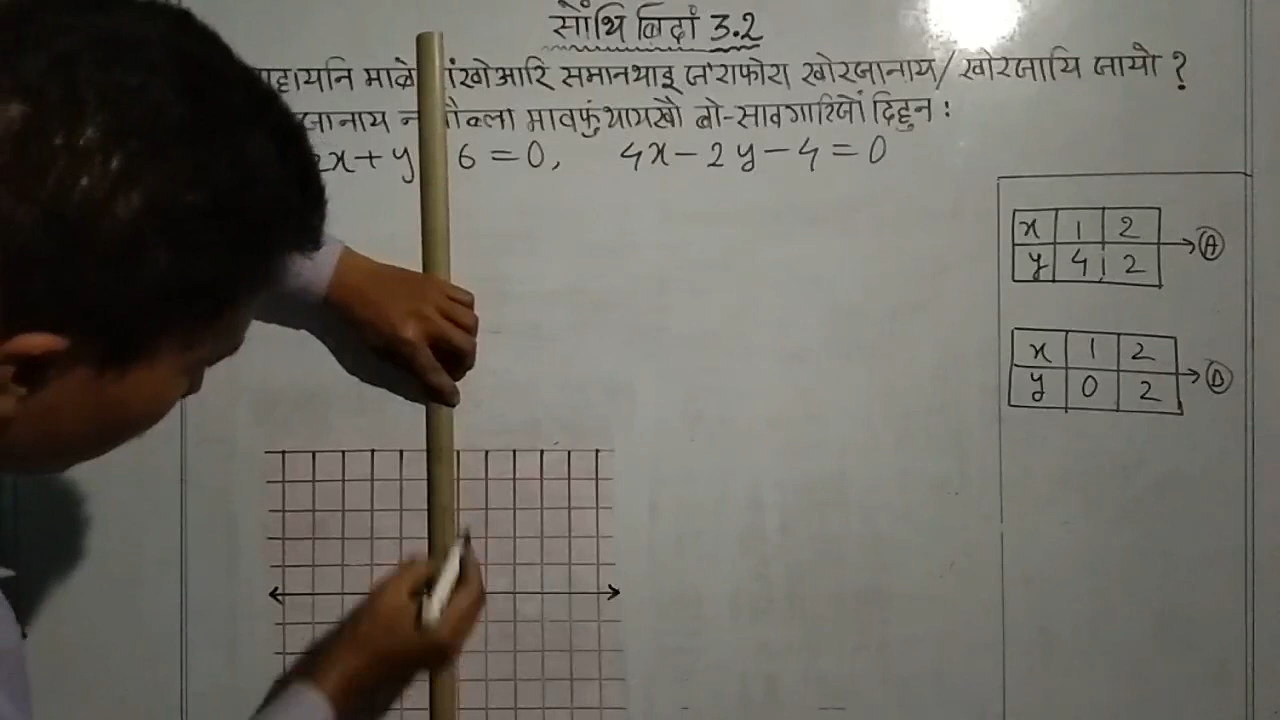 सोंथि बिदां 3.2
समानथाइ ज'राफोरा खोरजानाय/ खोरजायि जायो ?
मावफुंथायखौ बो-सावगारिजों दिहुन :
2x + y 6 = 0, 4x - 2y - 4 = 0
x 1 2
y 4 2 → A
x 1 2
y 0 2 → B